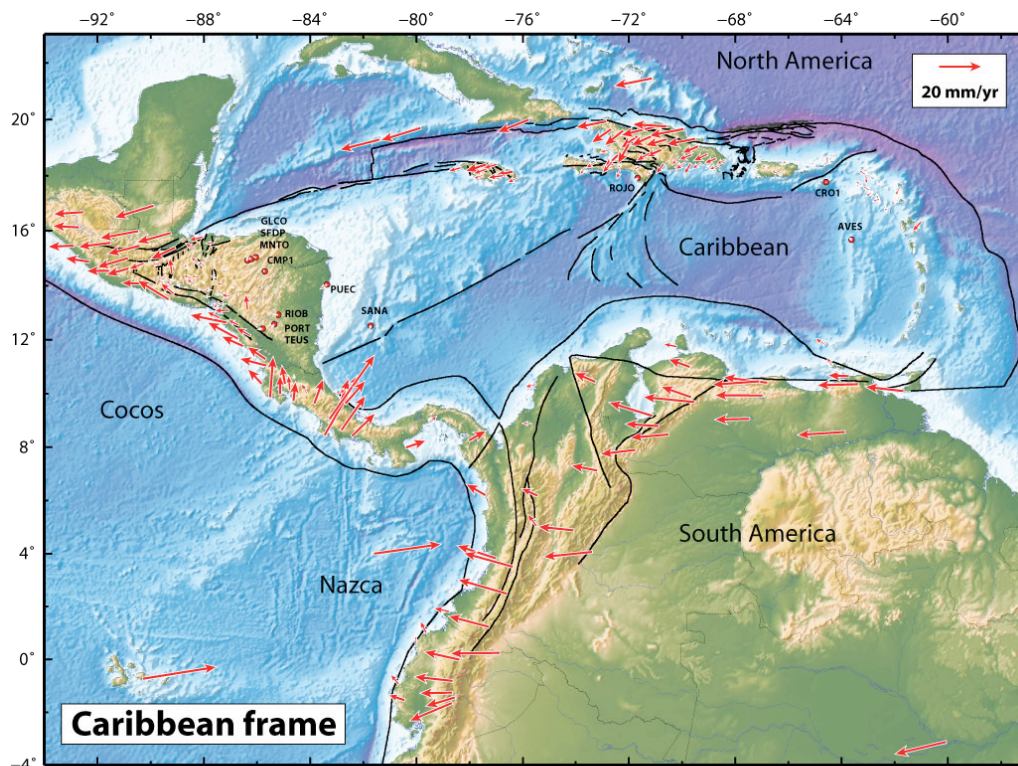 −92° −88° −84° −80° −76° −72° −68° −64° −60°
North America
20 mm/yr
20°
ROJO
CRO1
16°
GLCO
SFDP
MNTO
CMP1
AVES
Caribbean
PUEC
SANA
RIOB
PORT
TEUS
12°
Cocos
8°
South America
4°
Nazca
0°
Caribbean frame
−4°